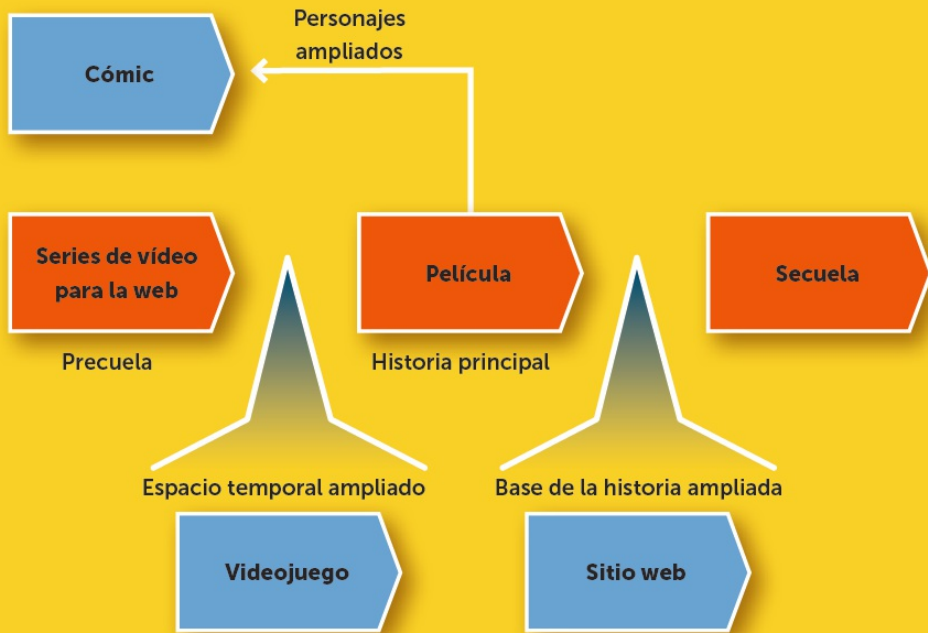 Personajes
ampliados
Cómic
Series de vídeo
para la web
Película
Secuela
Precuela
Historia principal
Espacio temporal ampliado
Base de la historia ampliada
Videojuego
Sitio web